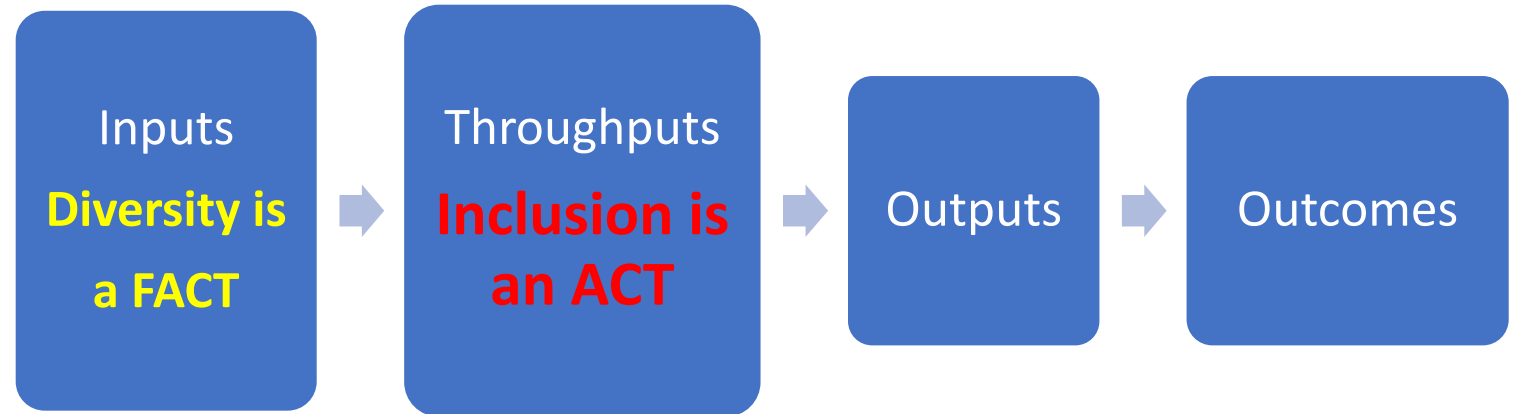 Inputs
Diversity is
a FACT
Throughputs
Inclusion is
an ACT
Outputs
Outcomes